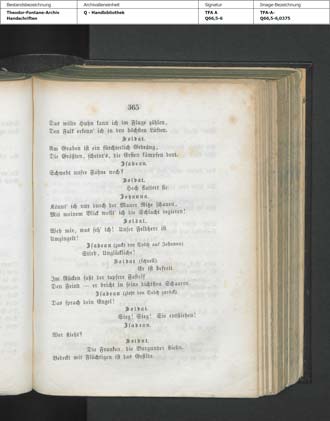 Bestandsbezeichnung
Theodor-Fontane-Archiv
Handschriften
Archivalieneinheit
Q - Handbibliothek
Signatur
TFA A
Q66,5-6
Image-Bezeichnung
TFA-A-
Q66,5-6,0375
365
Das wilde Huhn kann ich im Fluge zählen,
Den Falk erkenn' ich in den höchsten Lüften.
Soldat.
Am Graben ist ein fürchterlich Gedräng,
Die Größten, scheint's, die Ersten kämpfen dort.
Isabeau.
Schwebt unsre Fahne noch?
Soldat.
Hoch flattert sie.
Johanna.
Könnt' ich nur durch der Mauer Ritze schauen,
Mit meinem Blick wollt' ich die Schlacht regieren!
Soldat.
Weh mir, was seh' ich! Unser Feldherr ist
Umzingelt!
Isabeau (zuckt den Dolch auf Johanna)
Stirb, Unglückliche!
Soldat (schnell).
Er ist befreit.
Im Rücken faßt der tapfere Fastolf
Den Feind — er bricht in seine dichtsten Schaaren.
Isabeau (zieht den Dolch zurück).
Das sprach dein Engel!
Soldat.
Sieg! Sieg! Sie entfliehen!
Isabeau.
Wer flieht?
Soldat.
Die Franken, die Burgunder fliehn,
Bedeckt mit Flüchtigen ist das Gefilde.